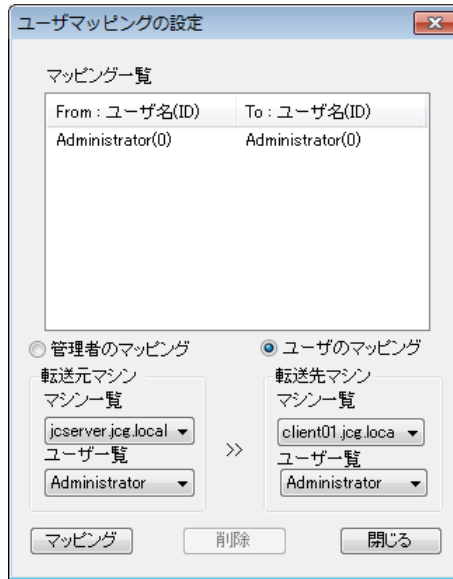 ユーザマッピングの設定
マッピング一覧
From : ユーザ名(ID) To : ユーザ名(ID)
Administrator(0) Administrator(0)
管理者のマッピング ユーザのマッピング
転送元マシン 転送先マシン
マシン一覧 マシン一覧
jcserver.jcg.local client01.jcg.loca
ユーザ一覧 >> ユーザ一覧
Administrator Administrator
マッピング 削除 閉じる